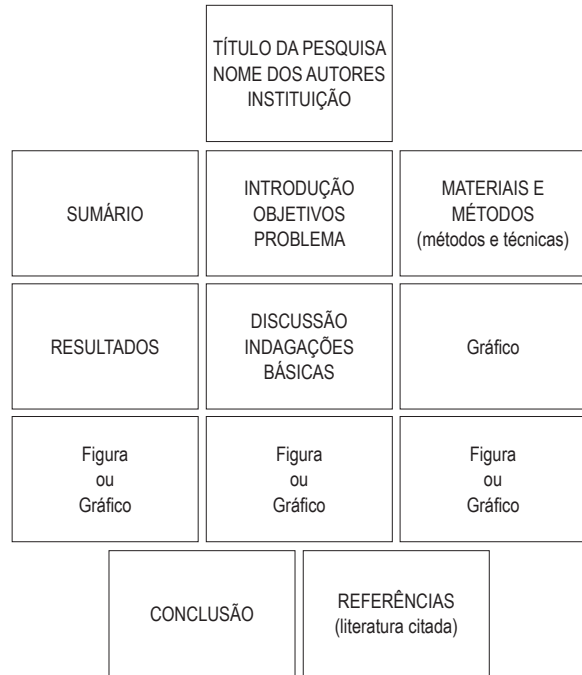 TÍTULO DA PESQUISA
NOME DOS AUTORES
INSTITUIÇÃO
SUMÁRIO
INTRODUÇÃO
OBJETIVOS
PROBLEMA
MATERIAIS E
MÉTODOS
(métodos e técnicas)
RESULTADOS
DISCUSSÃO
INDAGAÇÕES
BÁSICAS
Gráfico
Figura
ou
Gráfico
Figura
ou
Gráfico
Figura
ou
Gráfico
CONCLUSÃO
REFERÊNCIAS
(literatura citada)